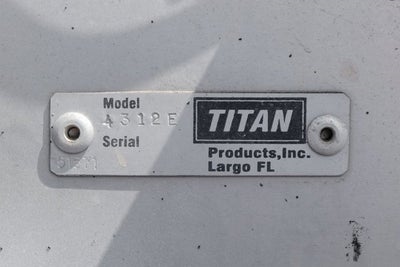 Model
4312E
Serial
TITAN
Products,Inc.
Largo FL